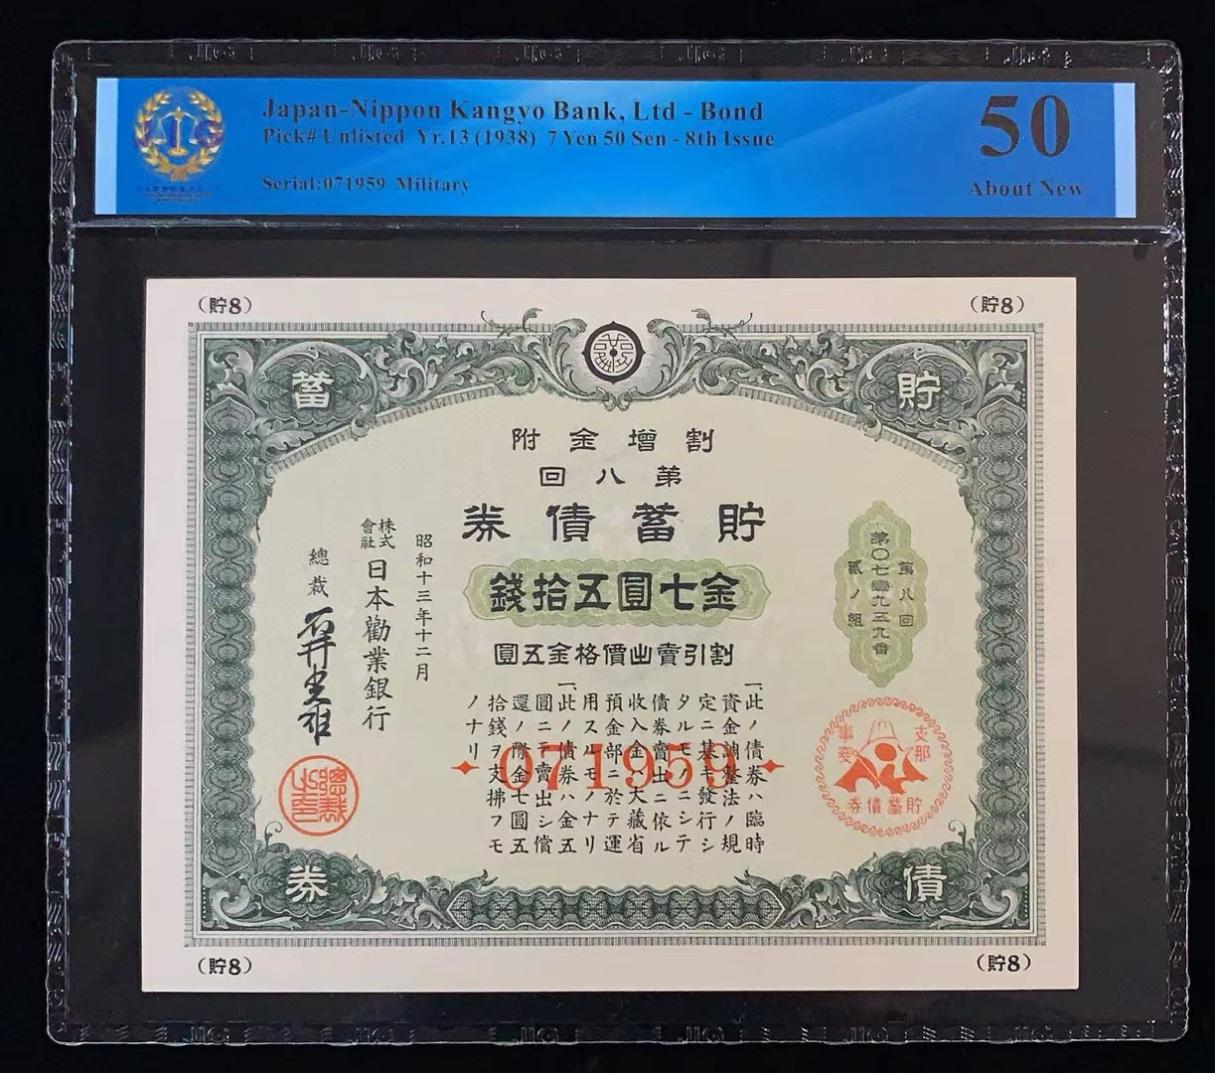 Japan-Nippon Kangyo Bank, Ltd - Bond
Pick# Unlisted Yr.13 (1938) 7 Yen 50 Sen - 8th Issue
Serial:071959 Military
50
About New
(貯8)
(貯8)
貯
蓄
附金增割
回八第
券債蓄貯
錢拾五圓七金
圓五金格價出賣引割
第八回
第〇七壹九五九番
貳ノ組
一、此ノ債券ハ臨時
資金調整法ノ規
定ニ基キ發行シ
タルモノニシテ
債券賣出ニ依ル
收入金ハ大藏省
預金部ニ於テ運
用スルモノナリ
一、此ノ債券ハ金五
圓ニテ賣出シ償
還ノ際金七圓五
拾錢ヲ支拂フモ
ノナリ
071959
支那
事變
券債蓄貯
昭和十三年十二月
株式
會社
日本勸業銀行
總裁
總裁
債
券
(貯8)
(貯8)